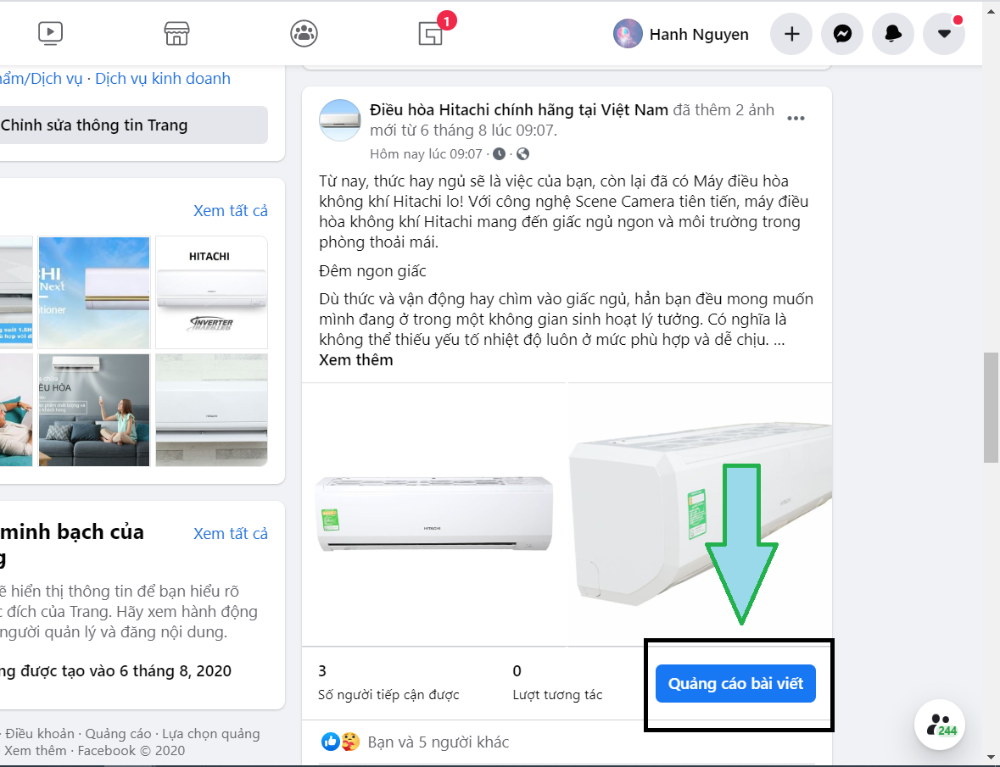 1
Hanh Nguyen
hẩm/Dịch vụ · Dịch vụ kinh doanh
Chỉnh sửa thông tin Trang
Xem tất cả
HI
Next
itioner
HITACHI
INVERTER
ỀU HÒA
minh bạch của
g
Xem tất cả
ẽ hiển thị thông tin để bạn hiểu rõ
c đích của Trang. Hãy xem hành động
người quản lý và đăng nội dung.
ng được tạo vào 6 tháng 8, 2020
· Điều khoản · Quảng cáo · Lựa chọn quảng
Xem thêm · Facebook © 2020
Điều hòa Hitachi chính hãng tại Việt Nam đã thêm 2 ảnh
mới từ 6 tháng 8 lúc 09:07.
Hôm nay lúc 09:07 ·
Từ nay, thức hay ngủ sẽ là việc của bạn, còn lại đã có Máy điều hòa
không khí Hitachi lo! Với công nghệ Scene Camera tiên tiến, máy điều
hòa không khí Hitachi mang đến giấc ngủ ngon và môi trường trong
phòng thoải mái.
Đêm ngon giấc
Dù thức và vận động hay chìm vào giấc ngủ, hẳn bạn đều mong muốn
mình đang ở trong một không gian sinh hoạt lý tưởng. Có nghĩa là
không thể thiếu yếu tố nhiệt độ luôn ở mức phù hợp và dễ chịu. ...
Xem thêm
HITACHI
HITACHI
3
Số người tiếp cận được
0
Lượt tương tác
Quảng cáo bài viết
Bạn và 5 người khác
244